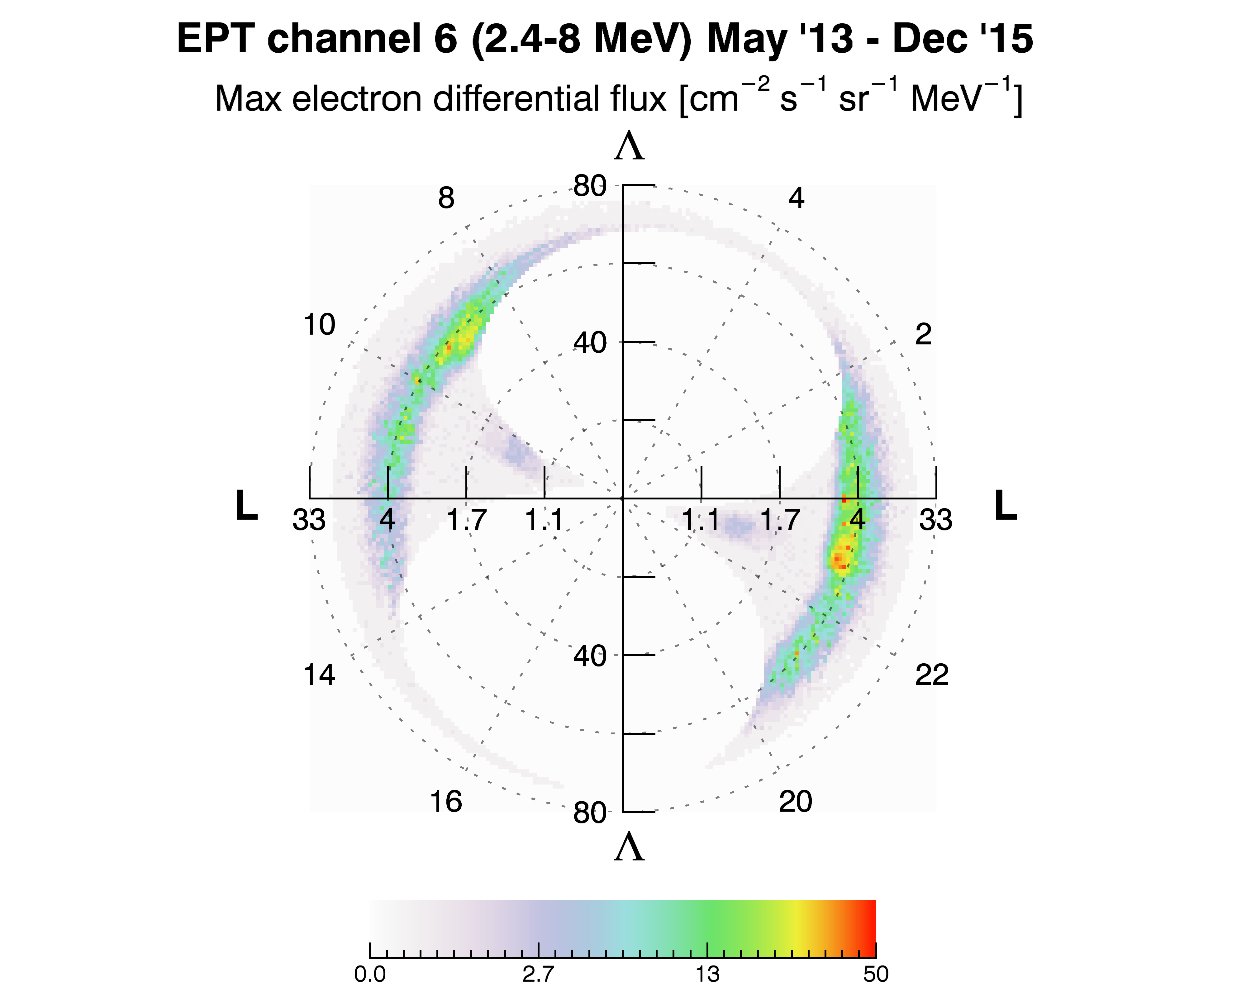 EPT channel 6 (2.4-8 MeV) May '13 - Dec '15
Max electron differential flux [cm⁻² s⁻¹ sr⁻¹ MeV⁻¹]
Λ
80
8 4
10 40 2
L 33 4 1.7 1.1 1.1 1.7 4 33 L
14 40 22
16 80 20
Λ
0.0 2.7 13 50